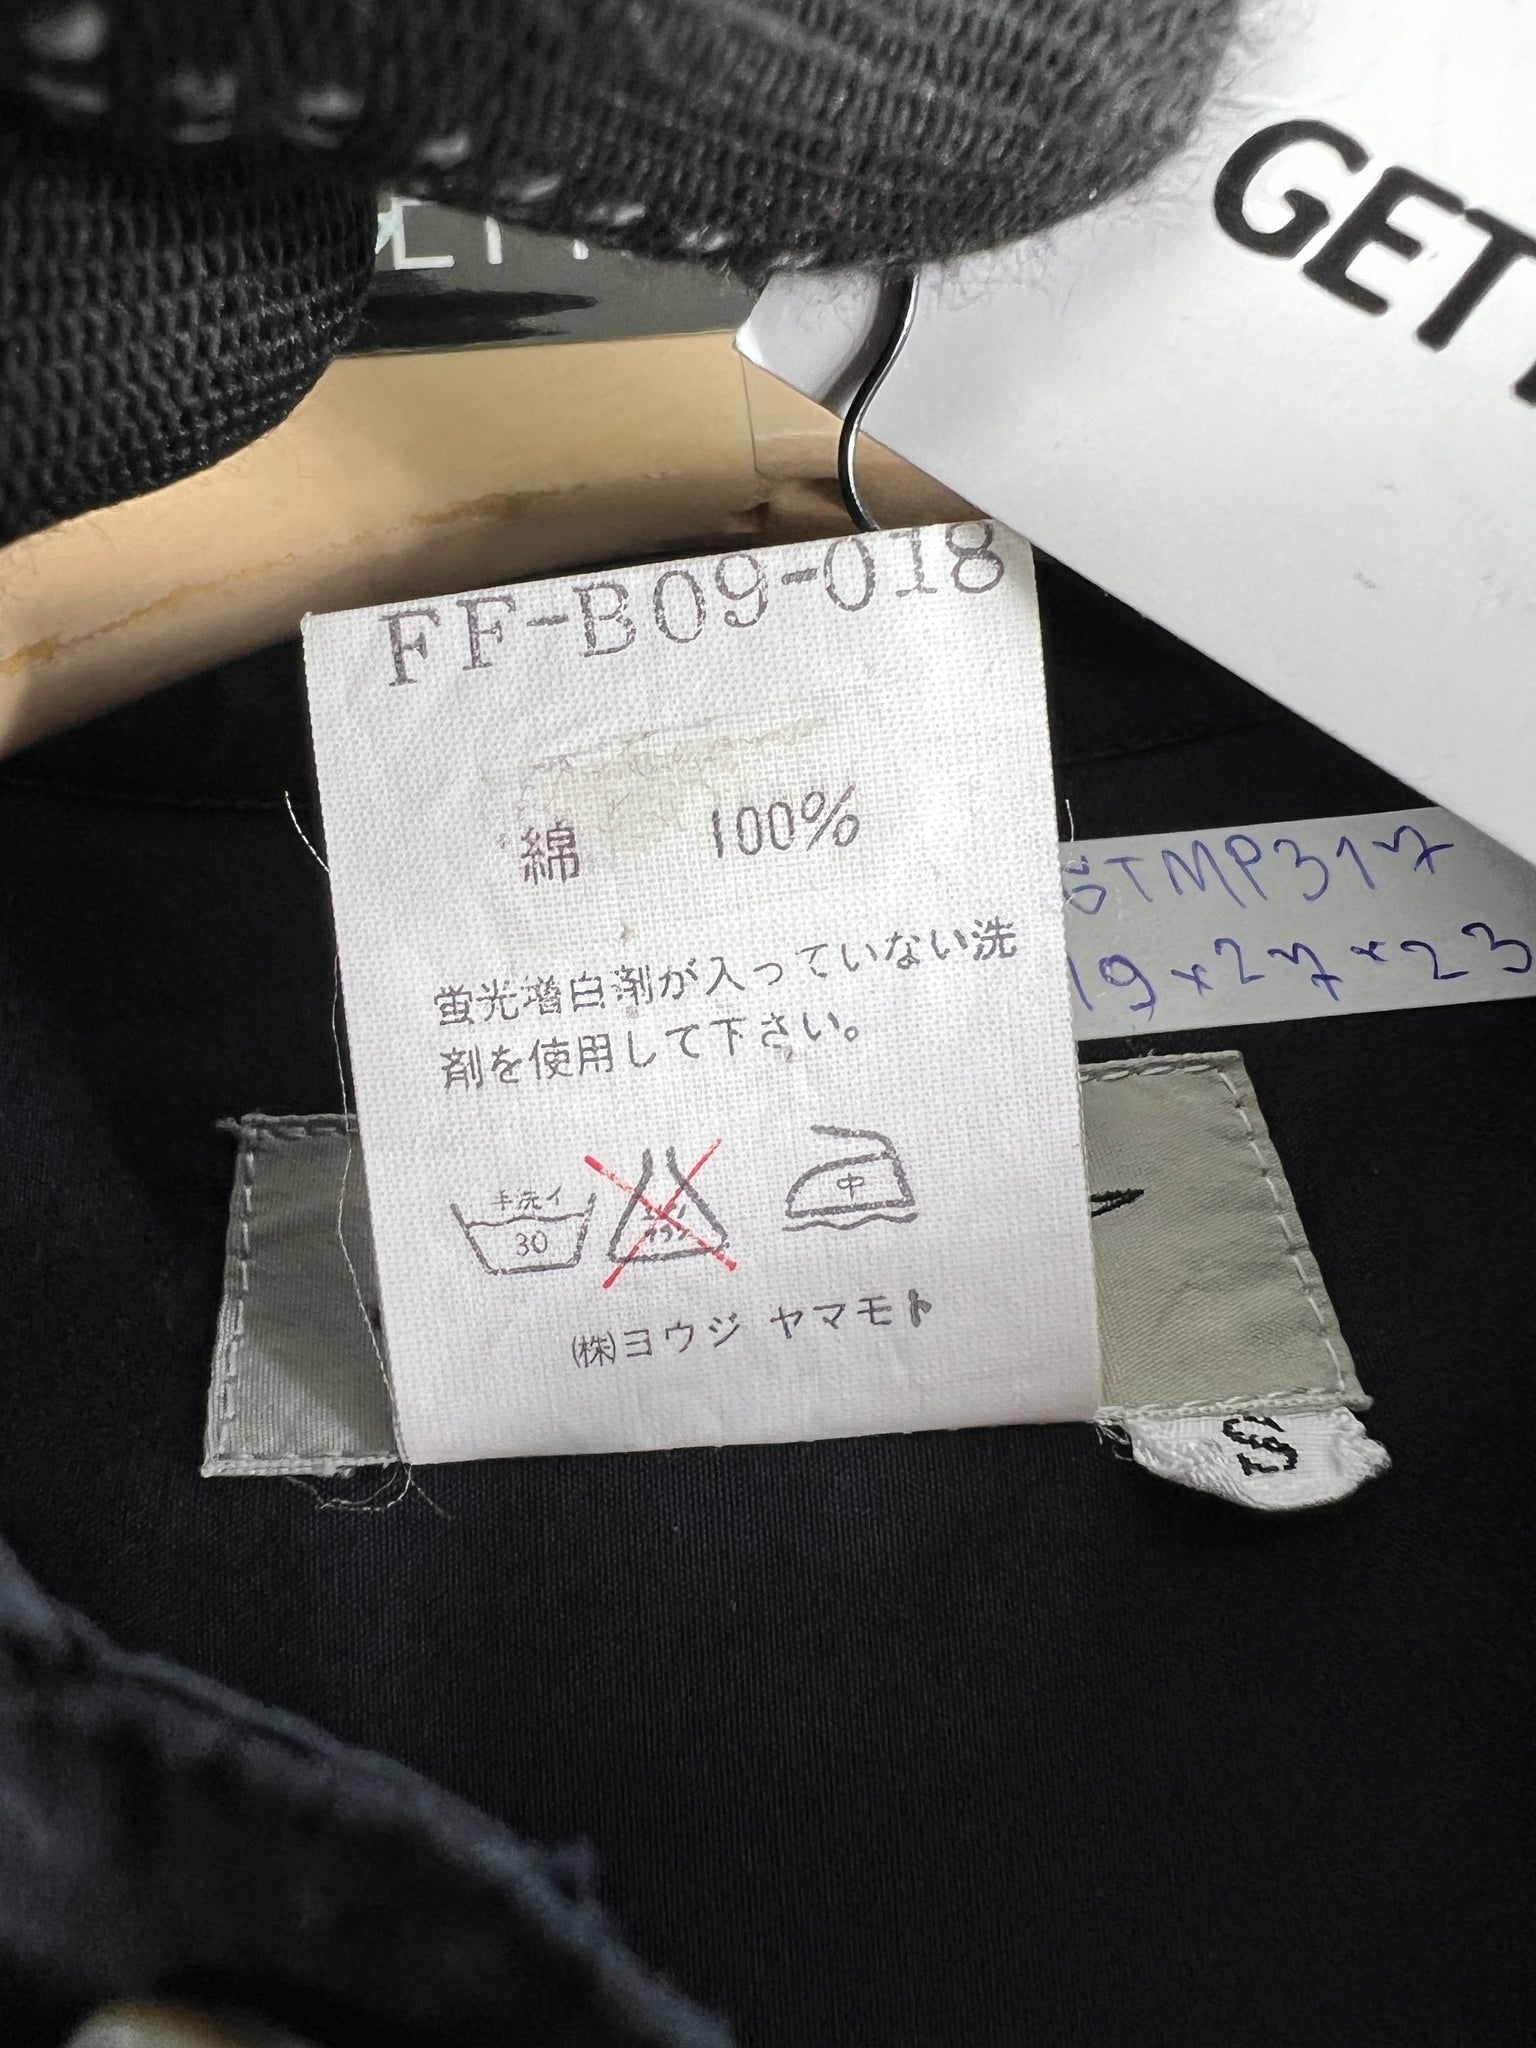 GET
FF-B09-018
綿 100%
蛍光増白剤が入っていない洗
剤を使用して下さい。
手洗イ
30
中
(株)ヨウジ ヤマモト
19×27×23
S